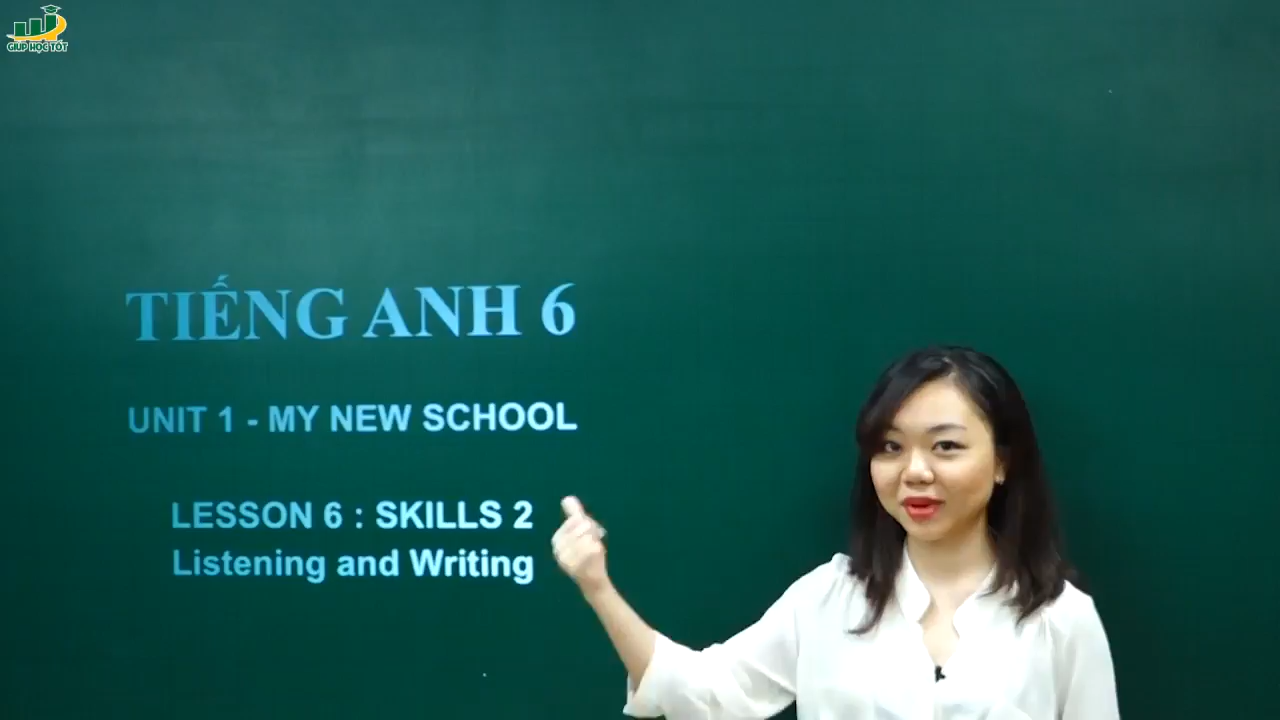 GIÚP HỌC TỐT
TIẾNG ANH 6
UNIT 1 - MY NEW SCHOOL
LESSON 6 : SKILLS 2
Listening and Writing